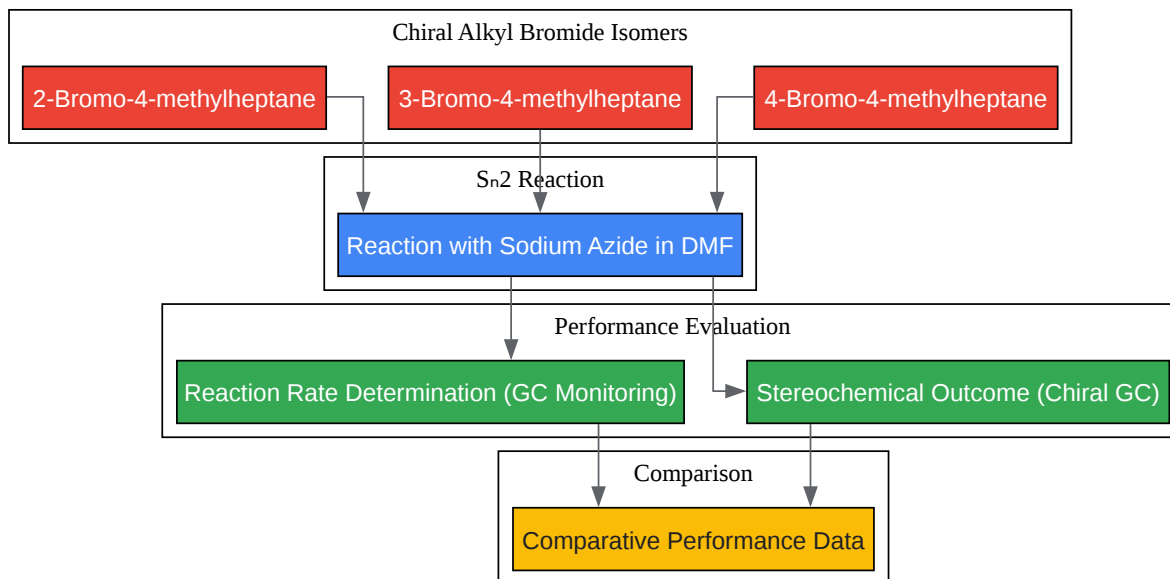 Chiral Alkyl Bromide Isomers
2-Bromo-4-methylheptane
3-Bromo-4-methylheptane
4-Bromo-4-methylheptane
Sₙ2 Reaction
Reaction with Sodium Azide in DMF
Performance Evaluation
Reaction Rate Determination (GC Monitoring)
Stereochemical Outcome (Chiral GC)
Comparison
Comparative Performance Data